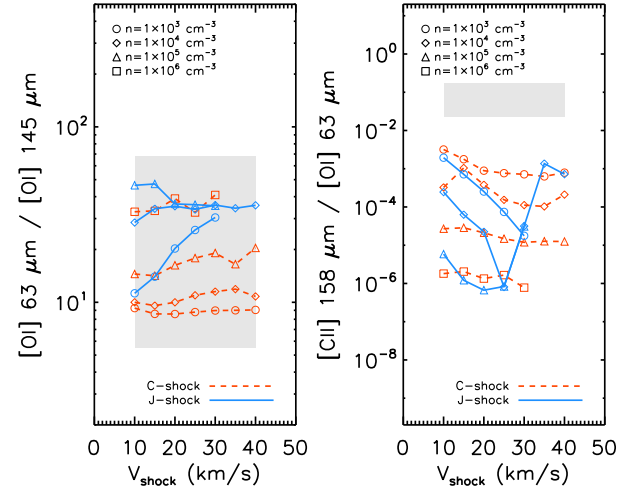 [OI] 63 μm / [OI] 145 μm
10²
10¹
n=1×10³ cm⁻³
n=1×10⁴ cm⁻³
n=1×10⁵ cm⁻³
n=1×10⁶ cm⁻³
C-shock
J-shock
0 10 20 30 40 50
V_shock (km/s)
[CII] 158 μm / [OI] 63 μm
10⁰
10⁻²
10⁻⁴
10⁻⁶
10⁻⁸
n=1×10³ cm⁻³
n=1×10⁴ cm⁻³
n=1×10⁵ cm⁻³
n=1×10⁶ cm⁻³
C-shock
J-shock
0 10 20 30 40 50
V_shock (km/s)